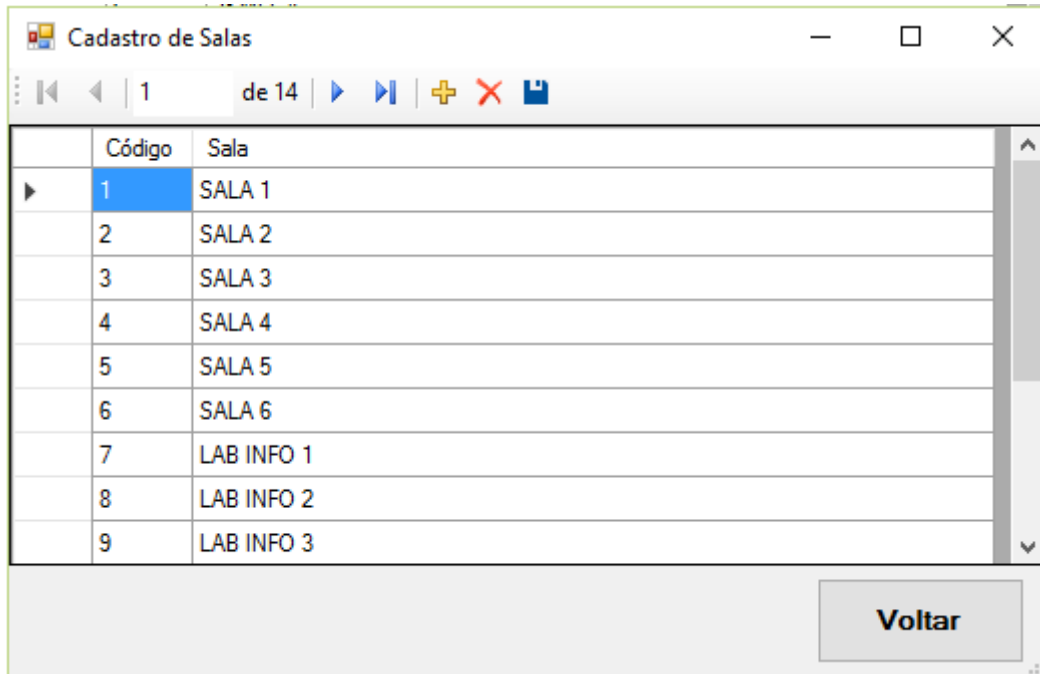 Cadastro de Salas
1 de 14
Código Sala
1 SALA 1
2 SALA 2
3 SALA 3
4 SALA 4
5 SALA 5
6 SALA 6
7 LAB INFO 1
8 LAB INFO 2
9 LAB INFO 3
Voltar